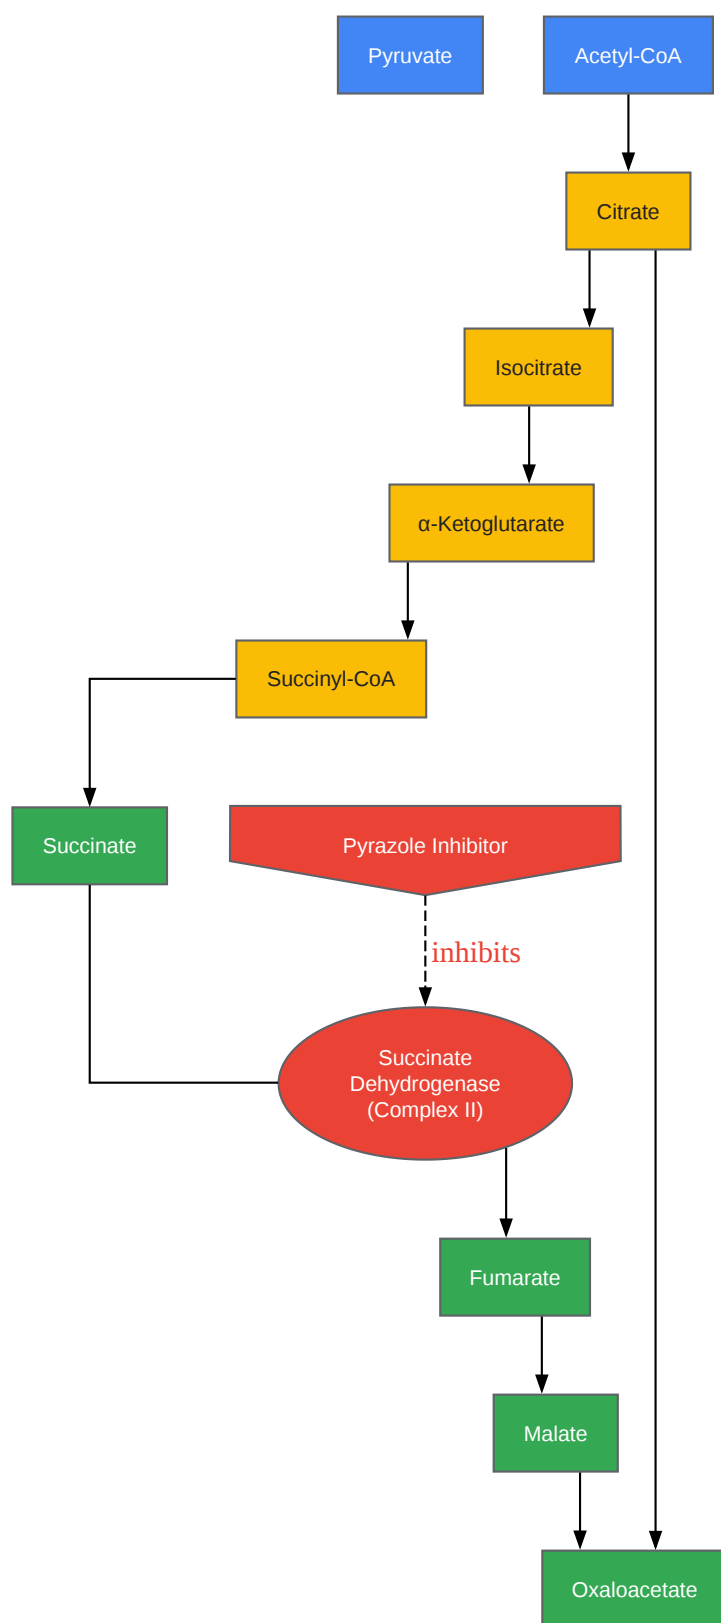 Pyruvate
Acetyl-CoA
Citrate
Isocitrate
α-Ketoglutarate
Succinyl-CoA
Succinate
Pyrazole Inhibitor
inhibits
Succinate
Dehydrogenase
(Complex II)
Fumarate
Malate
Oxaloacetate